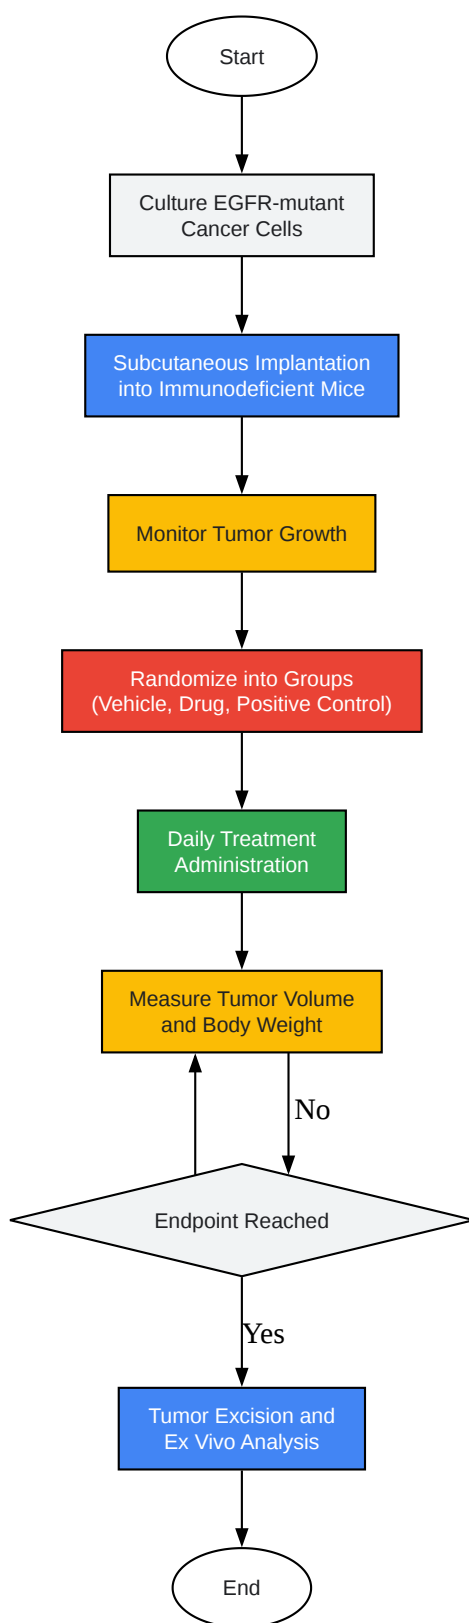 Start
Culture EGFR-mutant
Cancer Cells
Subcutaneous Implantation
into Immunodeficient Mice
Monitor Tumor Growth
Randomize into Groups
(Vehicle, Drug, Positive Control)
Daily Treatment
Administration
Measure Tumor Volume
and Body Weight
No
Endpoint Reached
Yes
Tumor Excision and
Ex Vivo Analysis
End